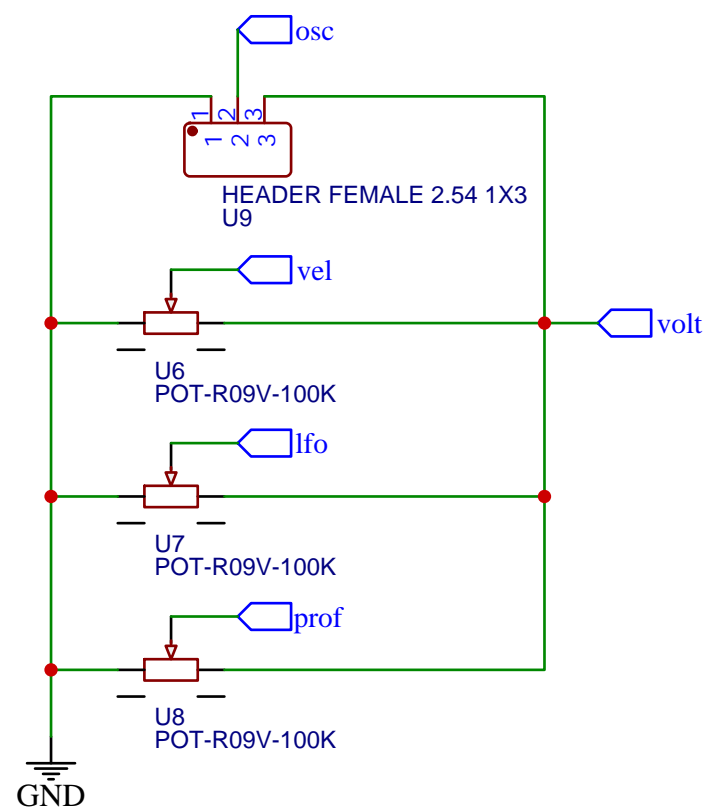 osc
1 2 3
1 2 3
HEADER FEMALE 2.54 1X3
U9
vel
volt
U6
POT-R09V-100K
lfo
U7
POT-R09V-100K
prof
U8
POT-R09V-100K
GND